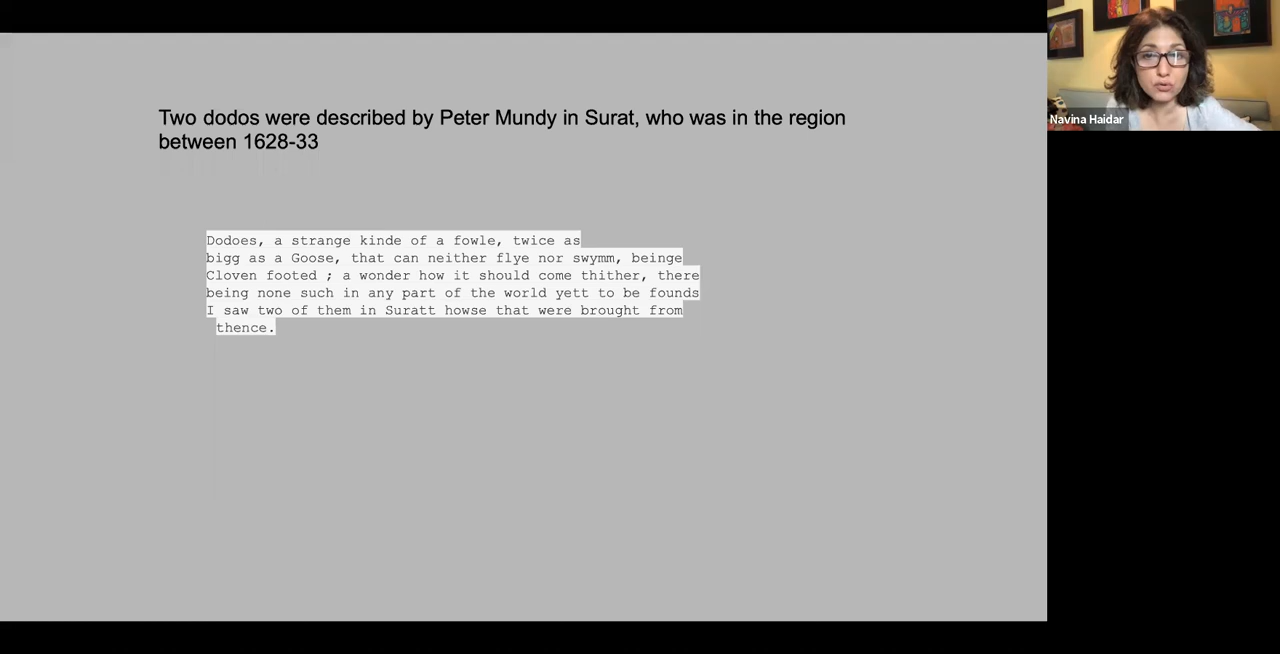 Two dodos were described by Peter Mundy in Surat, who was in the region
between 1628-33
Dodoes, a strange kinde of a fowle, twice as
bigg as a Goose, that can neither flye nor swymm, beinge
Cloven footed ; a wonder how it should come thither, there
being none such in any part of the world yett to be founds
I saw two of them in Suratt howse that were brought from
thence.
Navina Haidar